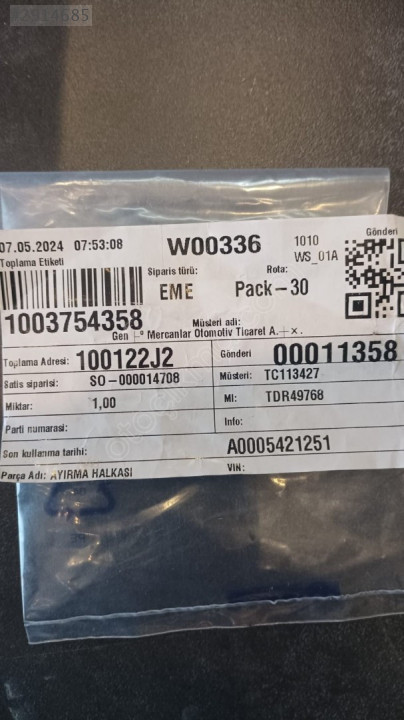 #2914685
07.05.2024 07:53:08
W00336
1010
WS_01A
Gönderi
Toplama Etiketi
Siparis türü:
EME
Rota:
Pack-30
1003754358
Müsteri adı:
Mercanlar Otomotiv Ticaret A.
Toplama Adresi: 100122J2
Gönderi 00011358
Satis siparisi: SO-000014708
Müsteri: TC113427
Miktar: 1,00
MI: TDR49768
Parti numarasi:
Info:
Son kullanma tarihi:
A0005421251
Parça Adı: AYIRMA HALKASI
VIN: